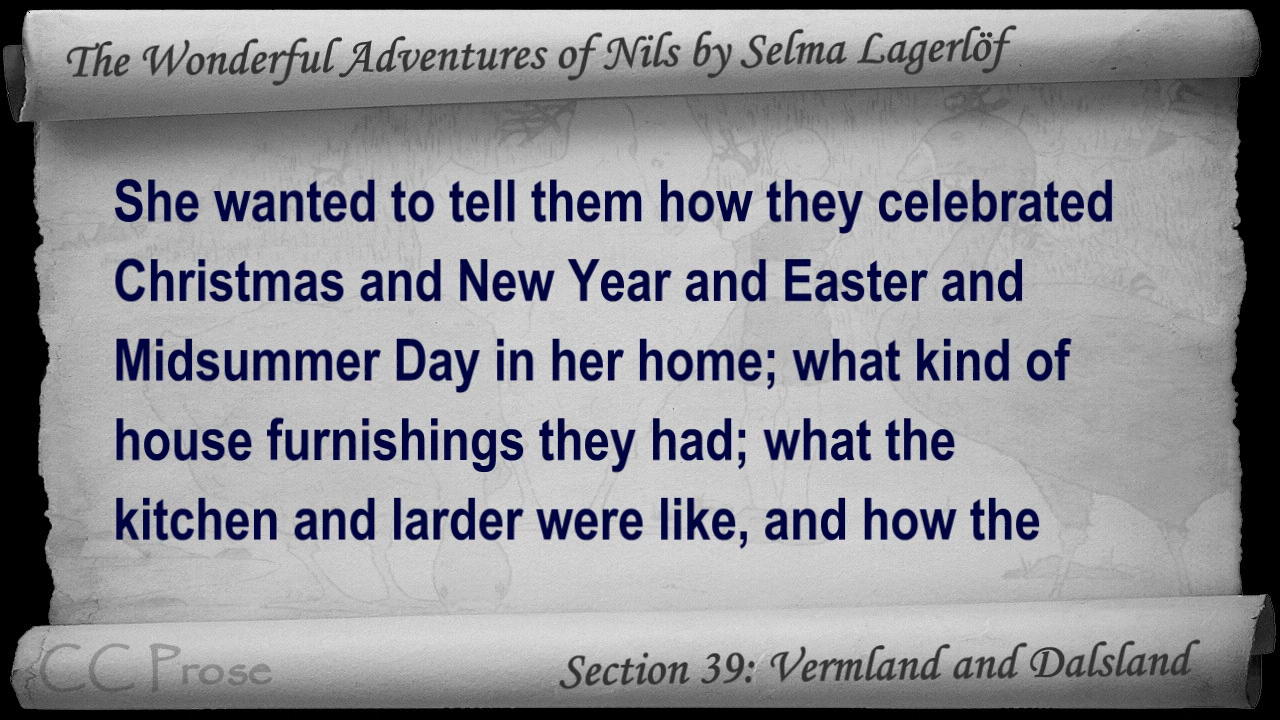 The Wonderful Adventures of Nils by Selma Lagerlöf
She wanted to tell them how they celebrated
Christmas and New Year and Easter and
Midsummer Day in her home; what kind of
house furnishings they had; what the
kitchen and larder were like, and how the
CC Prose
Section 39: Vermland and Dalsland